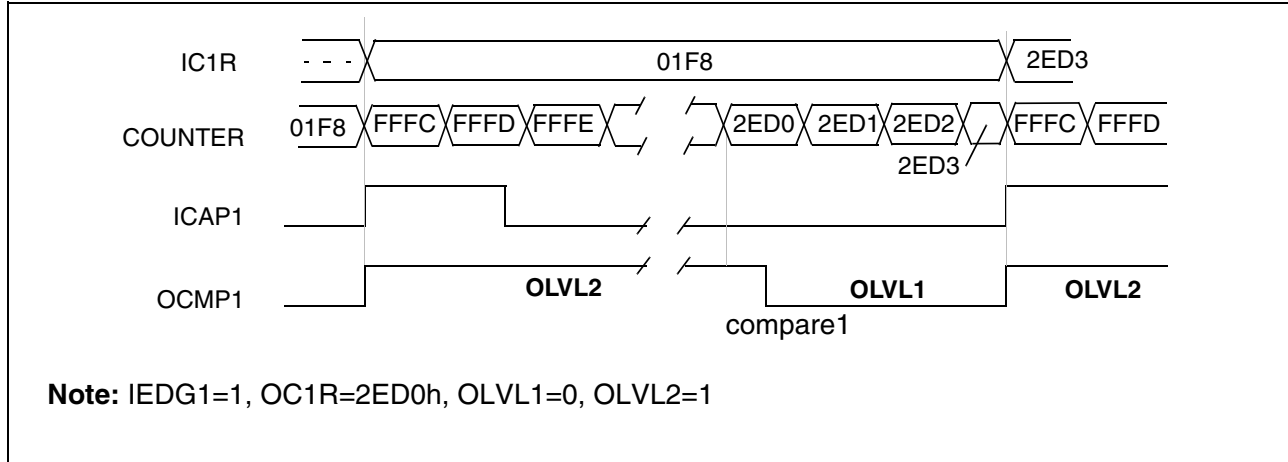 IC1R - - - 01F8 2ED3
COUNTER 01F8 FFFC FFFD FFFE 2ED0 2ED1 2ED2 FFFC FFFD
2ED3
ICAP1
OCMP1 OLVL2 OLVL1 OLVL2
compare1
Note: IEDG1=1, OC1R=2ED0h, OLVL1=0, OLVL2=1